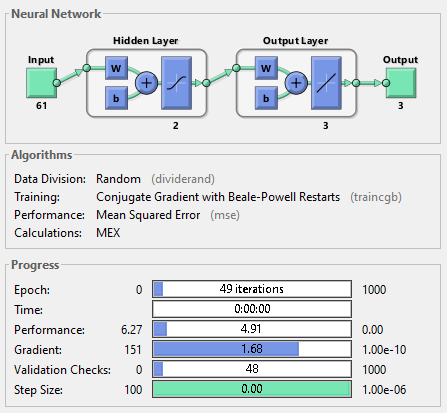 Neural Network
Hidden Layer
Output Layer
Input
Output
W
W
+
+
b
b
61
3
2
3
Algorithms
Data Division: Random (dividerand)
Training: Conjugate Gradient with Beale-Powell Restarts (traincgb)
Performance: Mean Squared Error (mse)
Calculations: MEX
Progress
Epoch: 0 49 iterations 1000
Time: 0:00:00
Performance: 6.27 4.91 0.00
Gradient: 151 1.68 1.00e-10
Validation Checks: 0 48 1000
Step Size: 100 0.00 1.00e-06